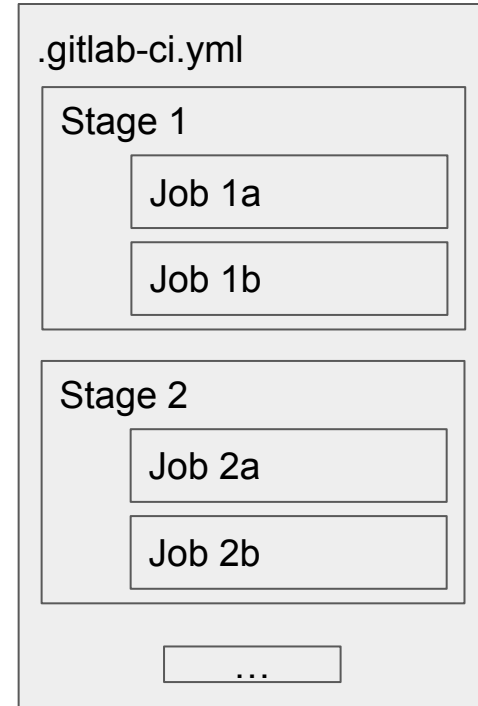 .gitlab-ci.yml
Stage 1
Job 1a
Job 1b
Stage 2
Job 2a
Job 2b
...